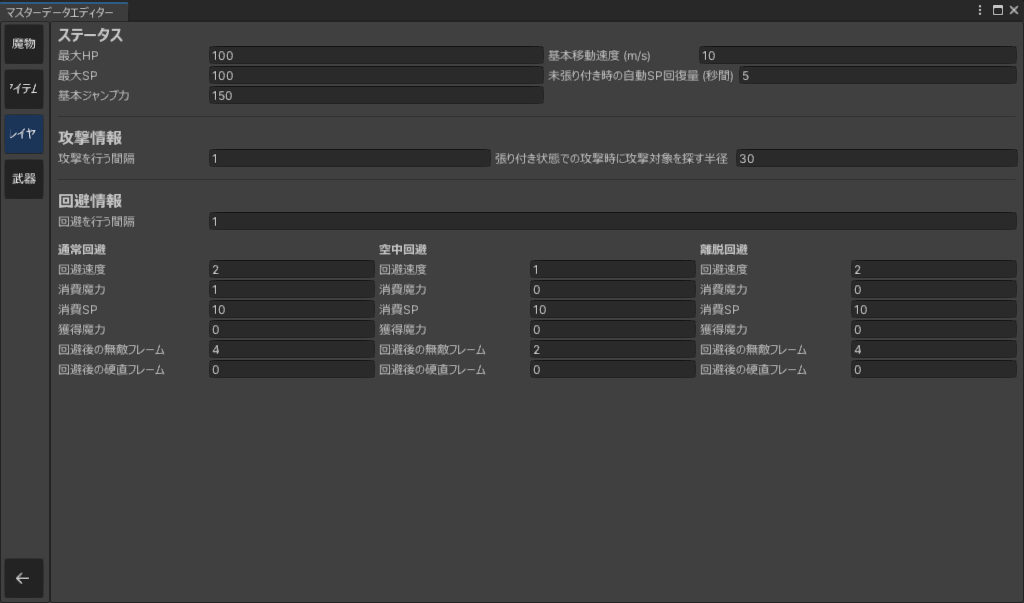 マスターデータエディター
魔物
アイテム
レイヤ
武器
ステータス
最大HP 100 基本移動速度 (m/s) 10
最大SP 100 未張り付き時の自動SP回復量 (秒間) 5
基本ジャンプ力 150
攻撃情報
攻撃を行う間隔 1 張り付き状態での攻撃時に攻撃対象を探す半径 30
回避情報
回避を行う間隔 1
通常回避 空中回避 離脱回避
回避速度 2 回避速度 1 回避速度 2
消費魔力 1 消費魔力 0 消費魔力 0
消費SP 10 消費SP 10 消費SP 10
獲得魔力 0 獲得魔力 0 獲得魔力 0
回避後の無敵フレーム 4 回避後の無敵フレーム 2 回避後の無敵フレーム 4
回避後の硬直フレーム 0 回避後の硬直フレーム 0 回避後の硬直フレーム 0